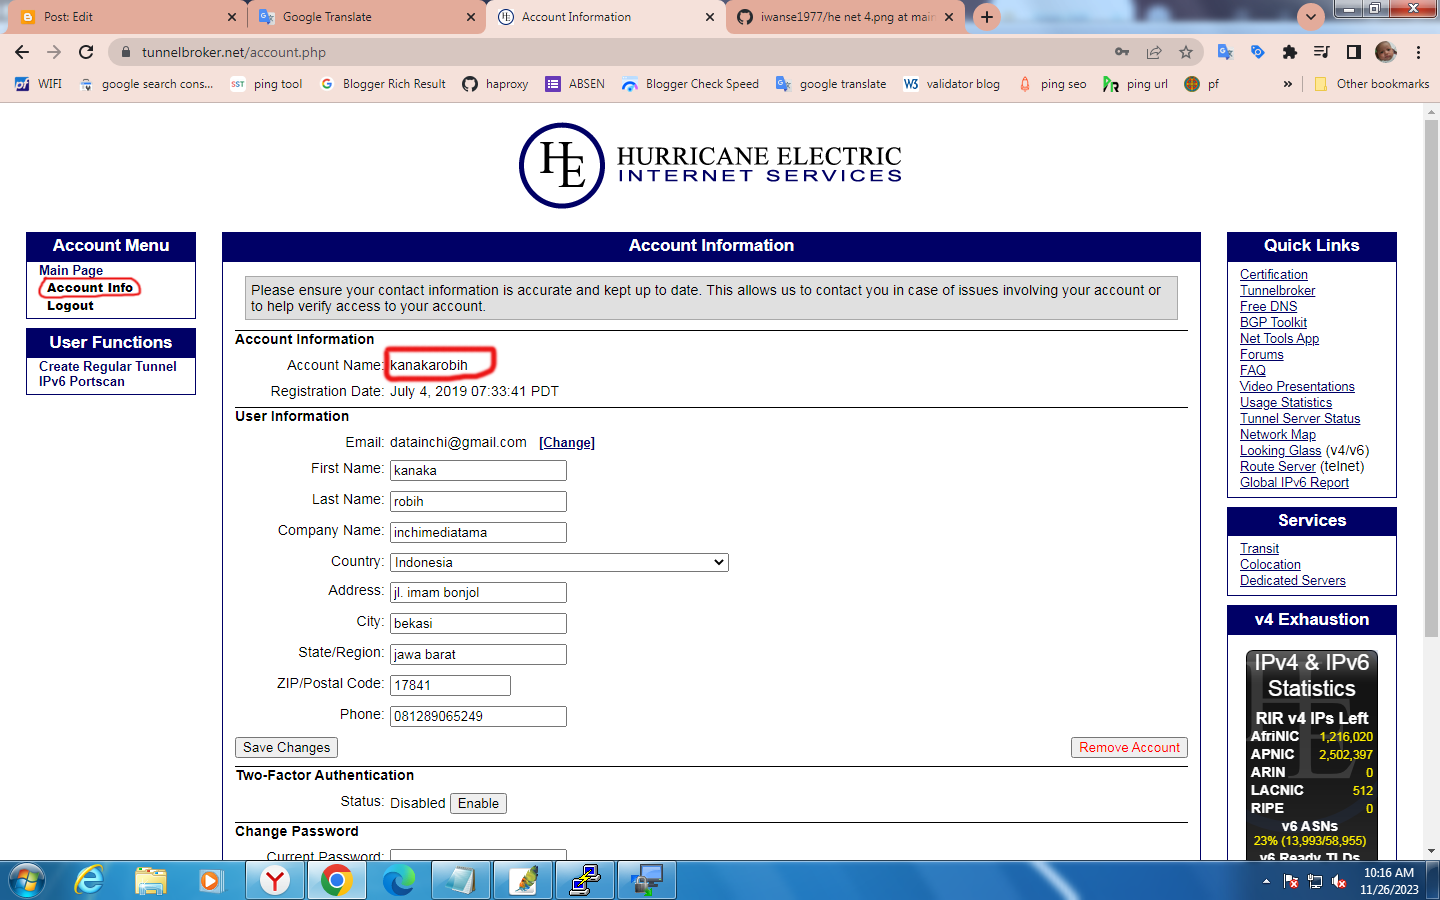 Post: Edit
Google Translate
Account Information
iwanse1977/he net 4.png at main
tunnelbroker.net/account.php
WIFI
google search cons...
SST
ping tool
Blogger Rich Result
haproxy
ABSEN
Blogger Check Speed
google translate
W3
validator blog
ping seo
ping url
pf
»
Other bookmarks
HE
HURRICANE ELECTRIC
INTERNET SERVICES
Account Menu
Main Page
Account Info
Logout
User Functions
Create Regular Tunnel
IPv6 Portscan
Account Information
Please ensure your contact information is accurate and kept up to date. This allows us to contact you in case of issues involving your account or
to help verify access to your account.
Account Information
Account Name: kanakarobih
Registration Date: July 4, 2019 07:33:41 PDT
User Information
Email: datainchi@gmail.com [Change]
First Name: kanaka
Last Name: robih
Company Name: inchimediatama
Country: Indonesia
Address: jl. imam bonjol
City: bekasi
State/Region: jawa barat
ZIP/Postal Code: 17841
Phone: 081289065249
Save Changes
Remove Account
Two-Factor Authentication
Status: Disabled Enable
Change Password
Current Password:
Quick Links
Certification
Tunnelbroker
Free DNS
BGP Toolkit
Net Tools App
Forums
FAQ
Video Presentations
Usage Statistics
Tunnel Server Status
Network Map
Looking Glass (v4/v6)
Route Server (telnet)
Global IPv6 Report
Services
Transit
Colocation
Dedicated Servers
v4 Exhaustion
IPv4 & IPv6
Statistics
RIR v4 IPs Left
AfriNIC 1,216,020
APNIC 2,502,397
ARIN 0
LACNIC 512
RIPE 0
v6 ASNs
23% (13,993/58,955)
v6 Ready TLDs
10:16 AM
11/26/2023